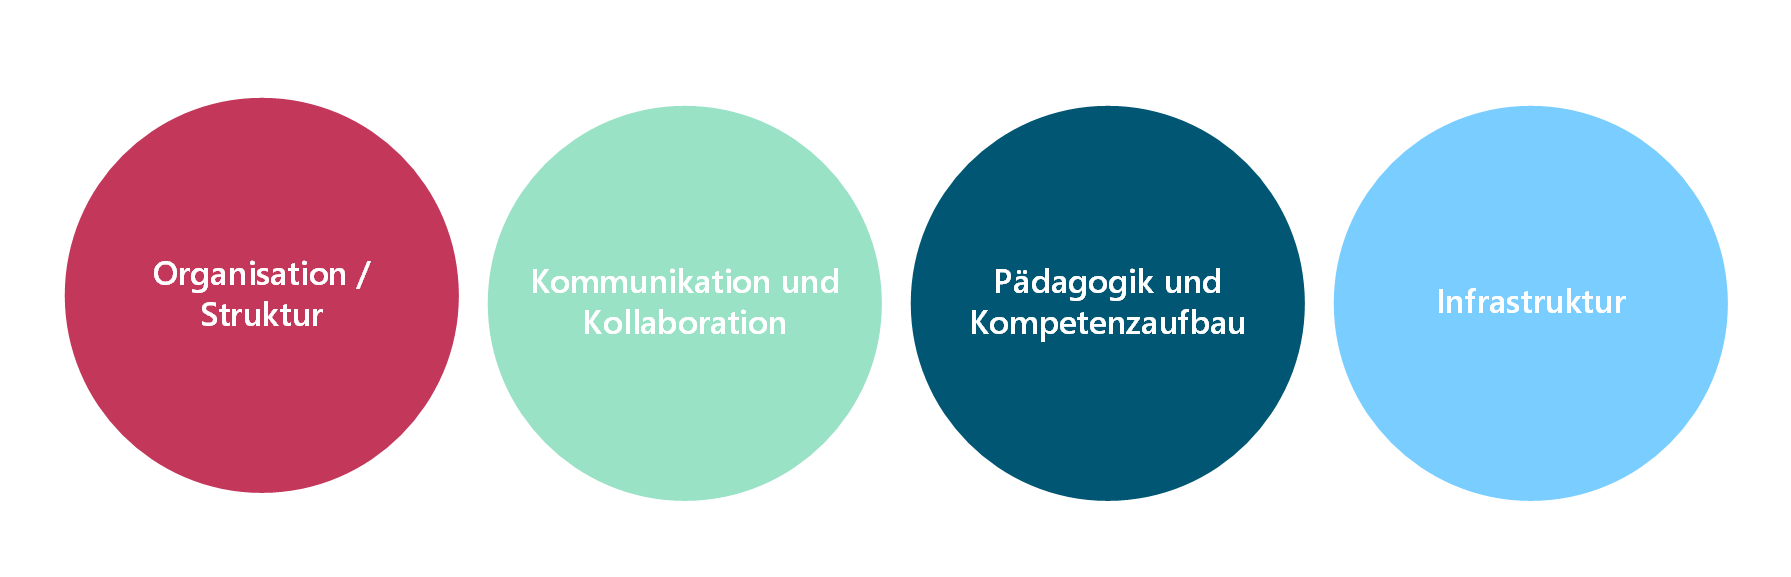 Organisation /
Struktur
Kommunikation und
Kollaboration
Pädagogik und
Kompetenzaufbau
Infrastruktur